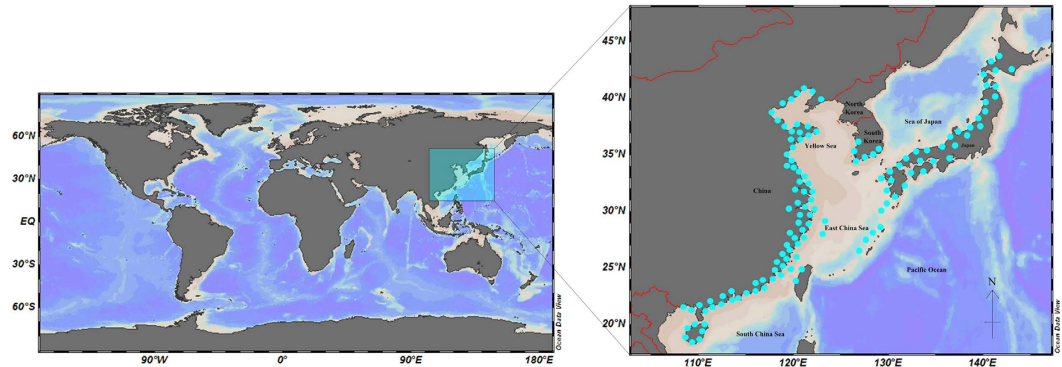 60°N
30°N
EQ
30°S
60°S
90°W
0°
90°E
180°E
Ocean Data View
45°N
40°N
35°N
30°N
25°N
20°N
110°E
120°E
130°E
140°E
North
Korea
South
Korea
Sea of Japan
Japan
Yellow Sea
China
East China Sea
Pacific Ocean
South China Sea
N
Ocean Data View